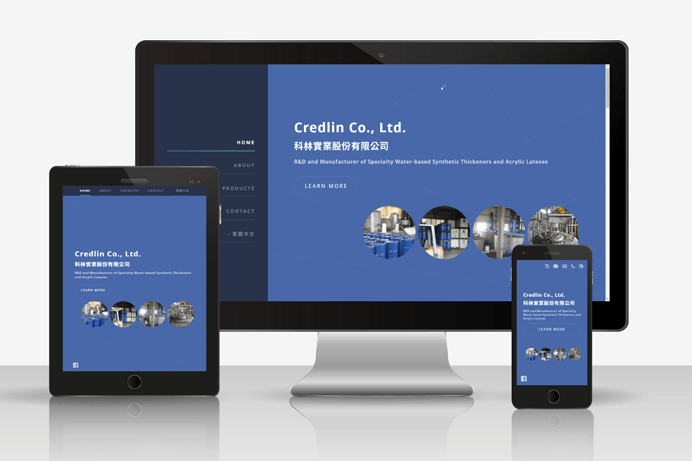 HOME
ABOUT
PRODUCTS
CONTACT
- 繁體中文
Credlin Co., Ltd.
科林實業股份有限公司
R&D and Manufacturer of Specialty Water-based Synthetic Thickeners and Acrylic Latexes
LEARN MORE
HOME ABOUT PRODUCTS CONTACT 繁體中文
Credlin Co., Ltd.
科林實業股份有限公司
R&D and Manufacturer of Specialty Water-based Synthetic Thickeners
and Acrylic Latexes
LEARN MORE
Credlin Co., Ltd.
科林實業股份有限公司
R&D and Manufacturer of Specialty
Water-based Synthetic Thickeners and
Acrylic Latexes
LEARN MORE